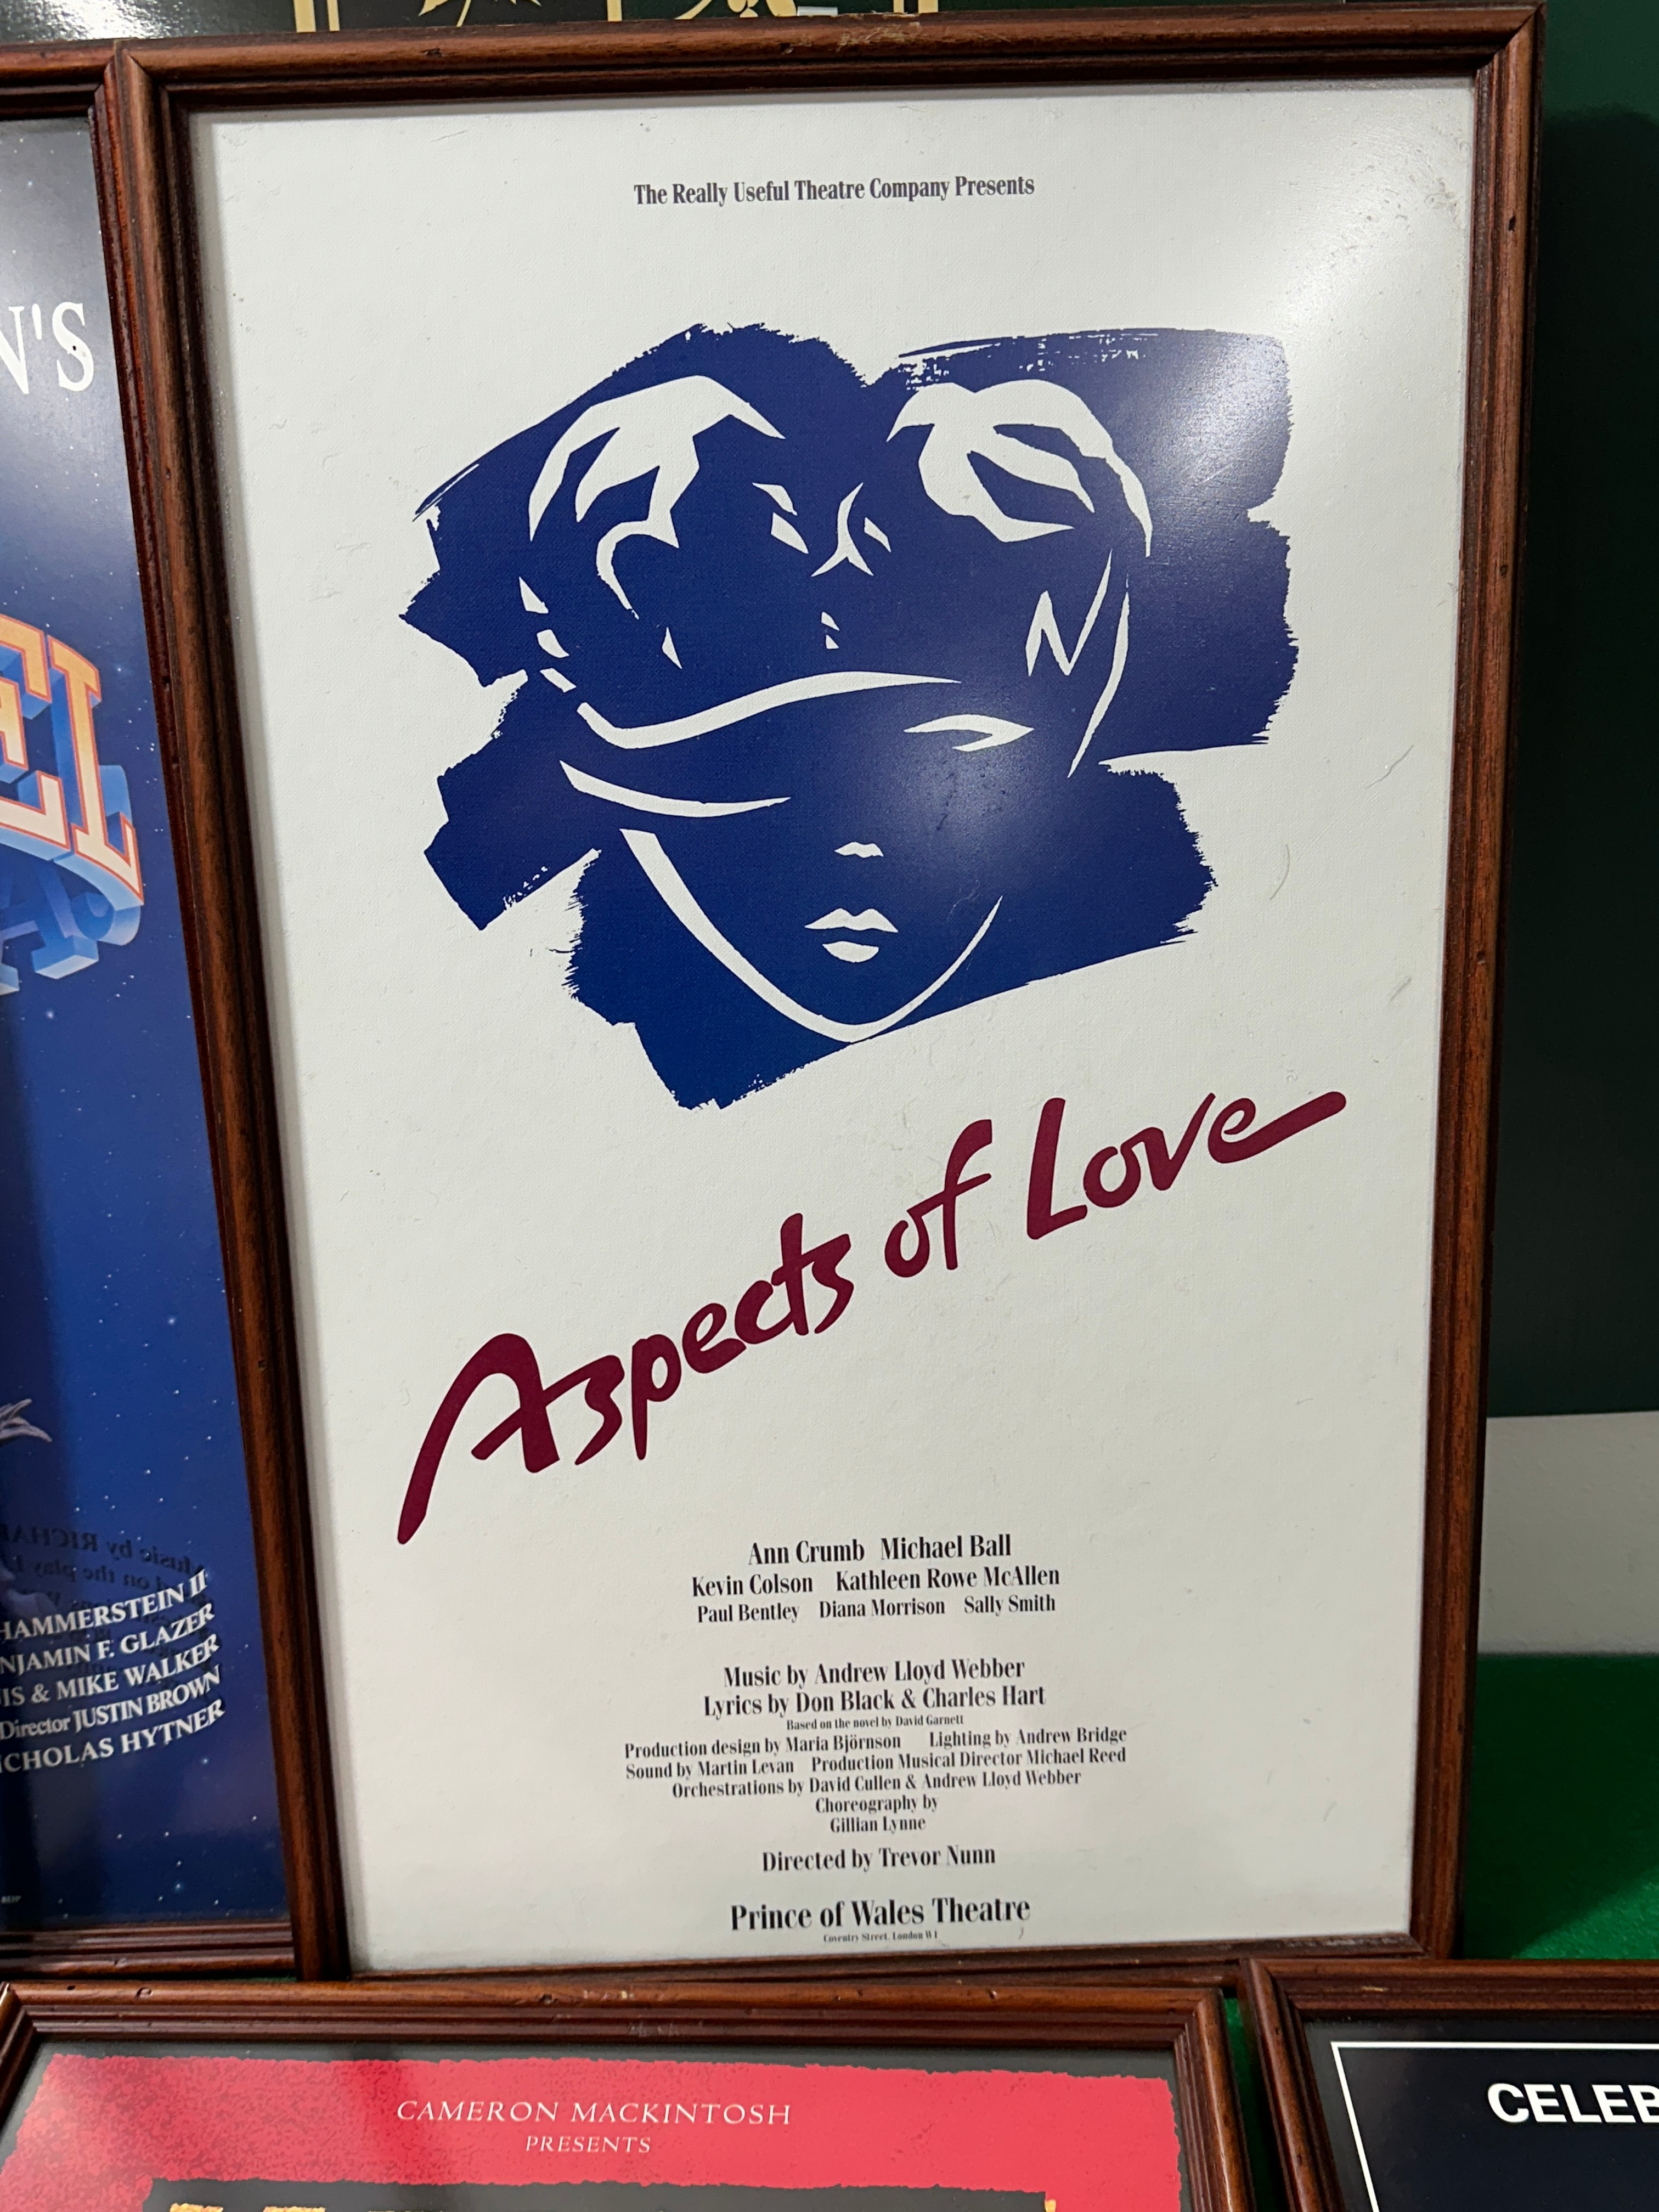 The Really Useful Theatre Company Presents
Aspects of Love
Ann Crumb Michael Ball
Kevin Colson Kathleen Rowe McAllen
Paul Bentley Diana Morrison Sally Smith
Music by Andrew Lloyd Webber
Lyrics by Don Black & Charles Hart
Based on the novel by David Garnett
Production design by Maria Björnson Lighting by Andrew Bridge
Sound by Martin Levan Production Musical Director Michael Reed
Orchestrations by David Cullen & Andrew Lloyd Webber
Choreography by
Gillian Lynne
Directed by Trevor Nunn
Prince of Wales Theatre
Coventry Street, London W1
N'S
EL
HAMMERSTEIN II
NJAMIN F. GLAZER
IS & MIKE WALKER
Director JUSTIN BROWN
ICHOLAS HYTNER
CAMERON MACKINTOSH
PRESENTS
CELEB